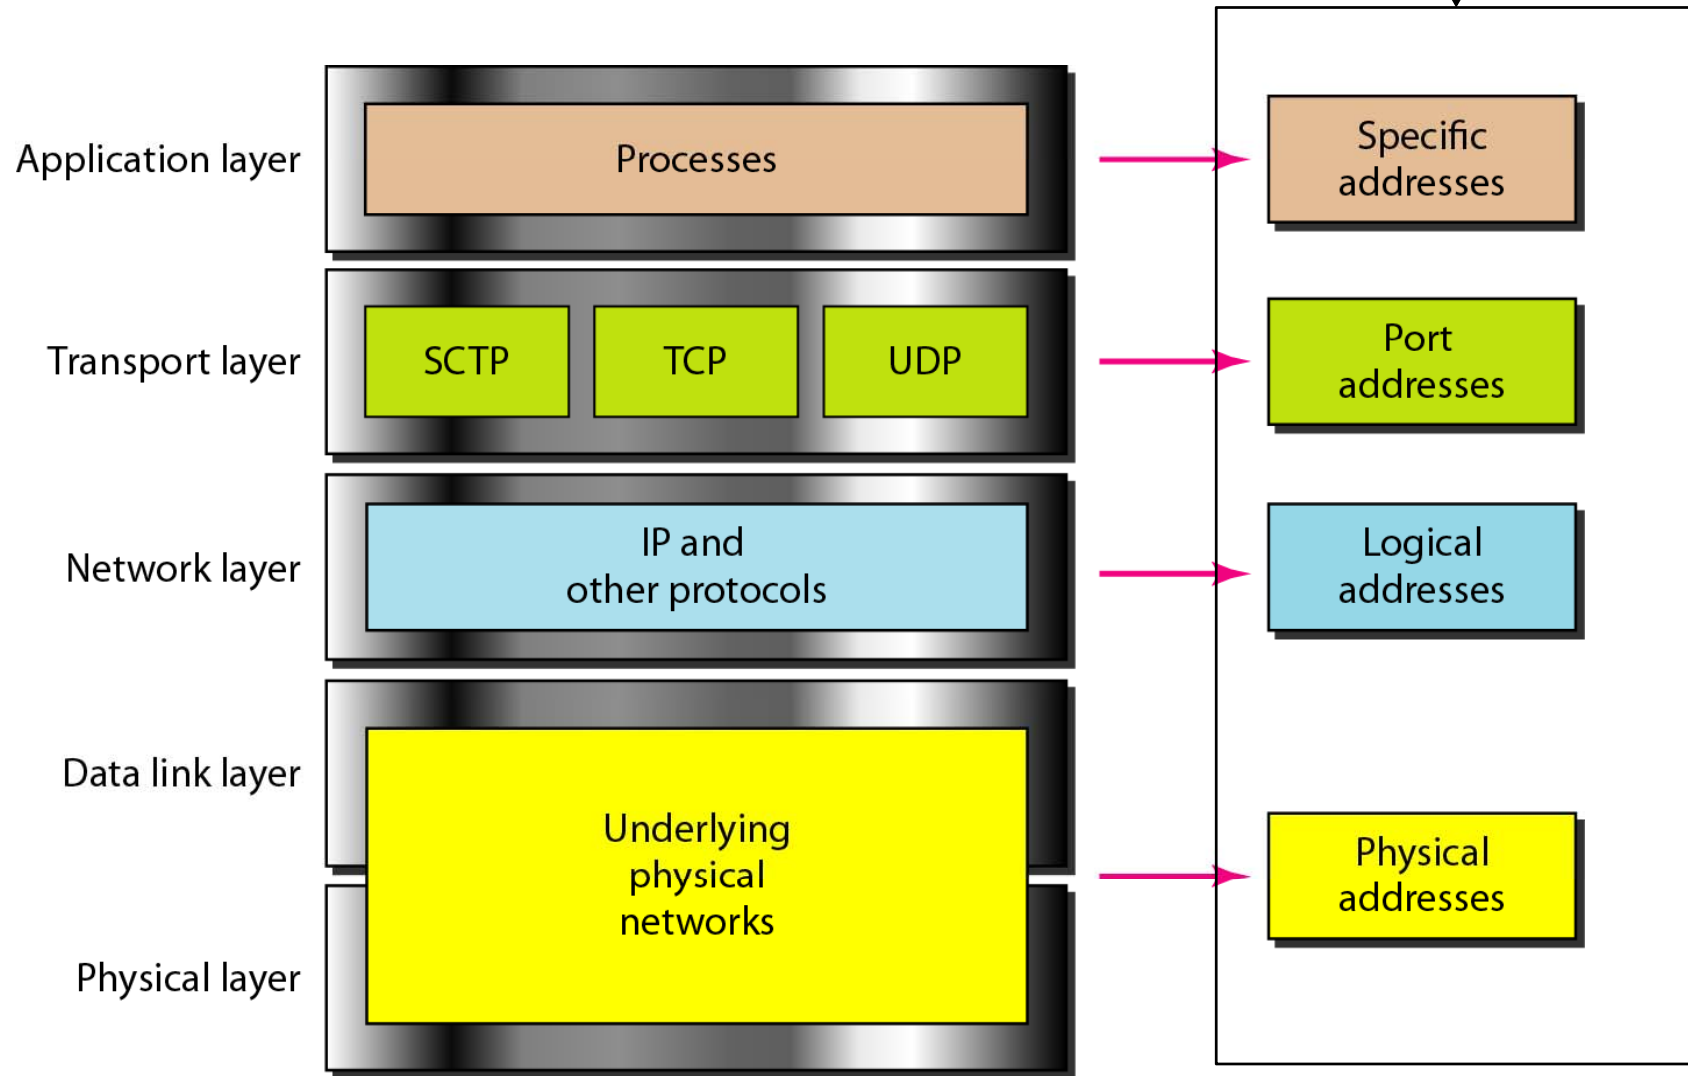 Application layer
Processes
Specific
addresses
Transport layer
SCTP
TCP
UDP
Port
addresses
Network layer
IP and
other protocols
Logical
addresses
Data link layer
Underlying
physical
networks
Physical
addresses
Physical layer